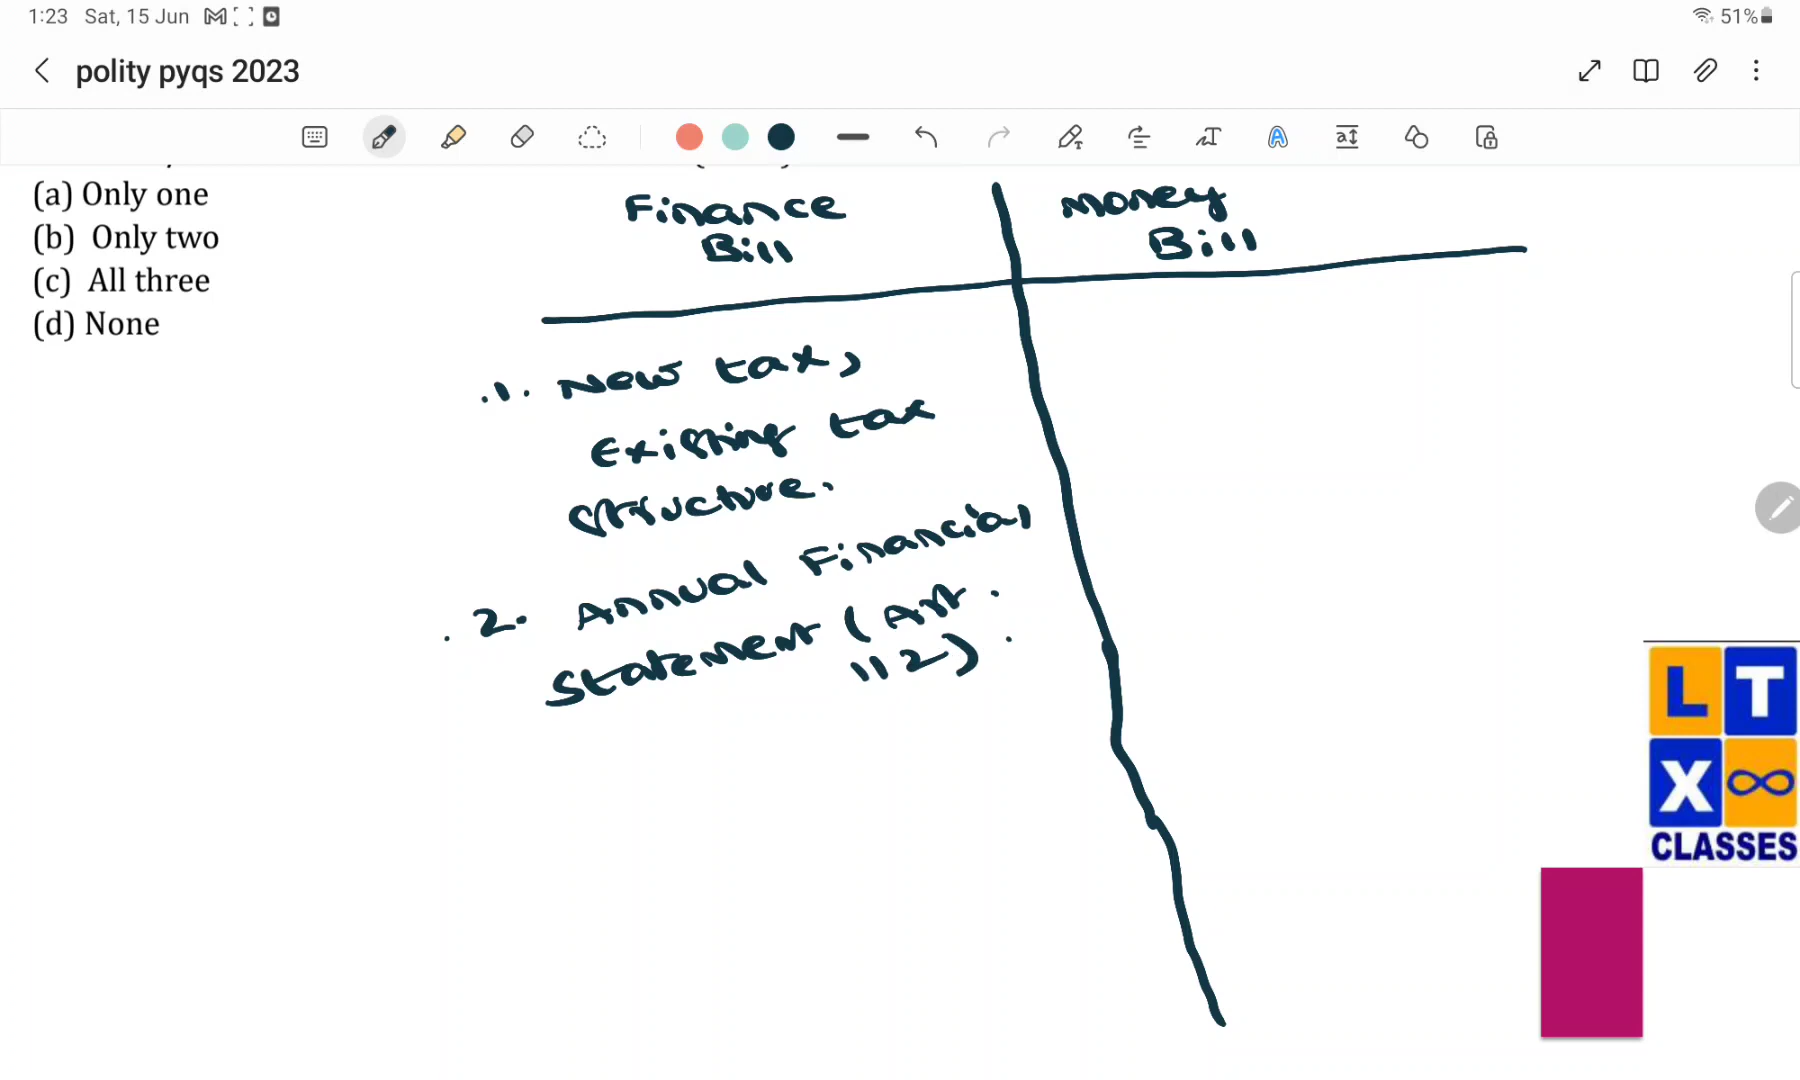 1:23 Sat, 15 Jun 51%
polity pyqs 2023
(a) Only one
(b) Only two
(c) All three
(d) None
Finance
Bill
Money
Bill
1. New tax,
Existing tax
structure.
2. Annual Financial
Statement (Art
112)
L T
X ∞
CLASSES